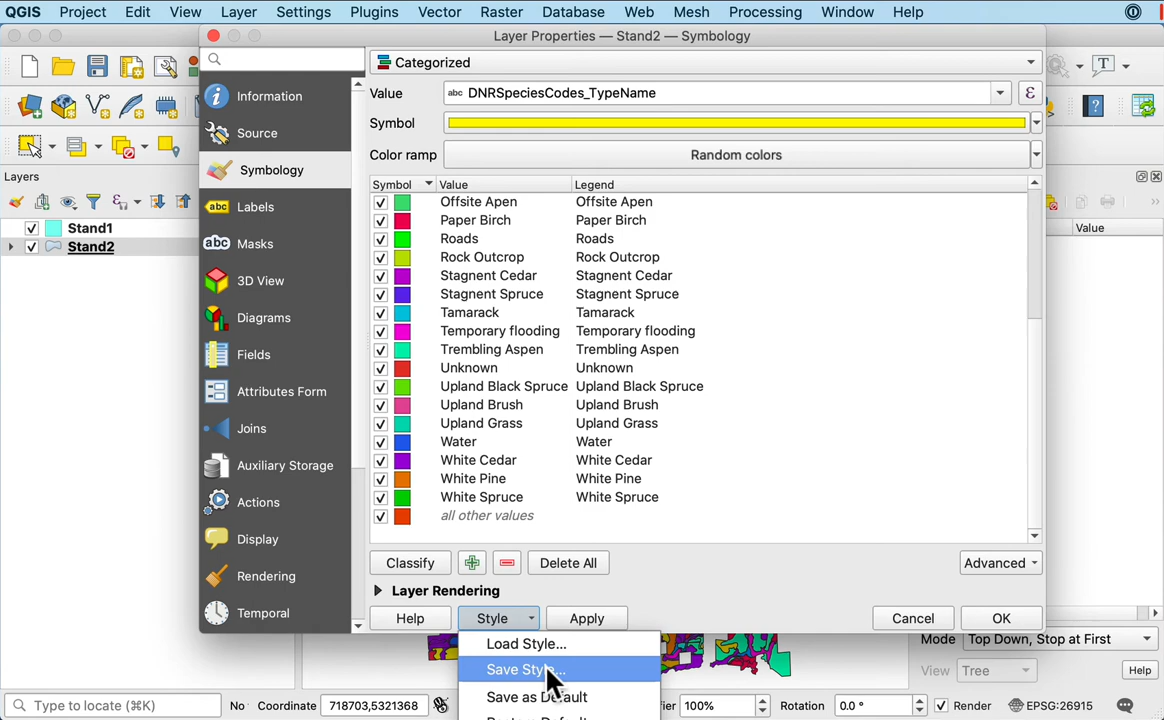 QGIS Project Edit View Layer Settings Plugins Vector Raster Database Web Mesh Processing Window Help
Layer Properties — Stand2 — Symbology
Categorized
Information
Value abc DNRSpeciesCodes_TypeName ε
Source
Symbol
Color ramp Random colors
Symbology
Layers
Symbol Value Legend
Offsite Apen Offsite Apen
Labels
Paper Birch Paper Birch
Stand1 Value
Roads Roads
Masks
Stand2
Rock Outcrop Rock Outcrop
Stagnent Cedar Stagnent Cedar
3D View
Stagnent Spruce Stagnent Spruce
Tamarack Tamarack
Diagrams
Temporary flooding Temporary flooding
Trembling Aspen Trembling Aspen
Fields
Unknown Unknown
Upland Black Spruce Upland Black Spruce
Attributes Form
Upland Brush Upland Brush
Upland Grass Upland Grass
Joins
Water Water
White Cedar White Cedar
Auxiliary Storage
White Pine White Pine
White Spruce White Spruce
Actions
all other values
Display
Classify Delete All Advanced
Rendering
Layer Rendering
Temporal
Help Style Apply Cancel OK
Load Style...
Mode Top Down, Stop at First
Save Style...
View Tree Help
Save as Default
Type to locate (⌘K) No Coordinate 718703,5321368 fier 100% Rotation 0.0 ° Render EPSG:26915